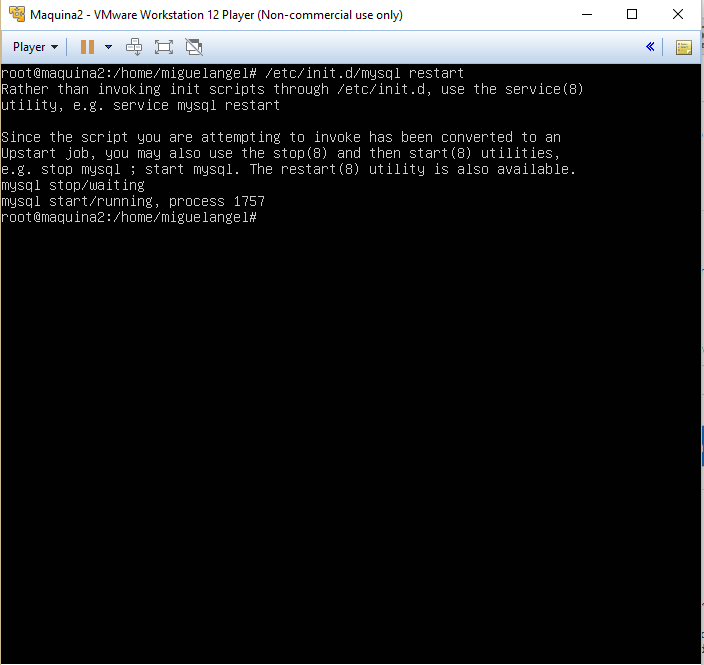 Maquina2 - VMware Workstation 12 Player (Non-commercial use only)
Player
root@maquina2:/home/miguelangel# /etc/init.d/mysql restart
Rather than invoking init scripts through /etc/init.d, use the service(8)
utility, e.g. service mysql restart

Since the script you are attempting to invoke has been converted to an
Upstart job, you may also use the stop(8) and then start(8) utilities,
e.g. stop mysql ; start mysql. The restart(8) utility is also available.
mysql stop/waiting
mysql start/running, process 1757
root@maquina2:/home/miguelangel#